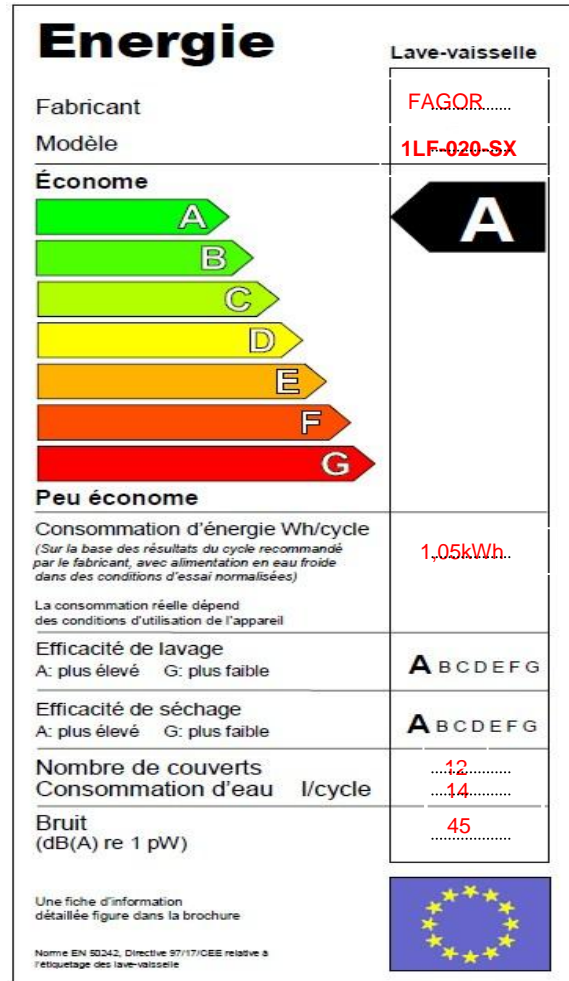 Energie
Lave-vaisselle
Fabricant
FAGOR
Modèle
1LF-020-SX
Économe
A
A
B
C
D
E
F
G
Peu économe
Consommation d'énergie Wh/cycle
1,05kWh
(Sur la base des résultats du cycle recommandé
par le fabricant, avec alimentation en eau froide
dans des conditions d'essai normalisées)
La consommation réelle dépend
des conditions d'utilisation de l'appareil
Efficacité de lavage
A: plus élevé G: plus faible
A B C D E F G
Efficacité de séchage
A: plus élevé G: plus faible
A B C D E F G
Nombre de couverts
12
Consommation d'eau l/cycle
14
Bruit
45
(dB(A) re 1 pW)
Une fiche d'information
détaillée figure dans la brochure
Norme EN 50242, Directive 97/17/CEE relative à
l'étiquetage des lave-vaisselle